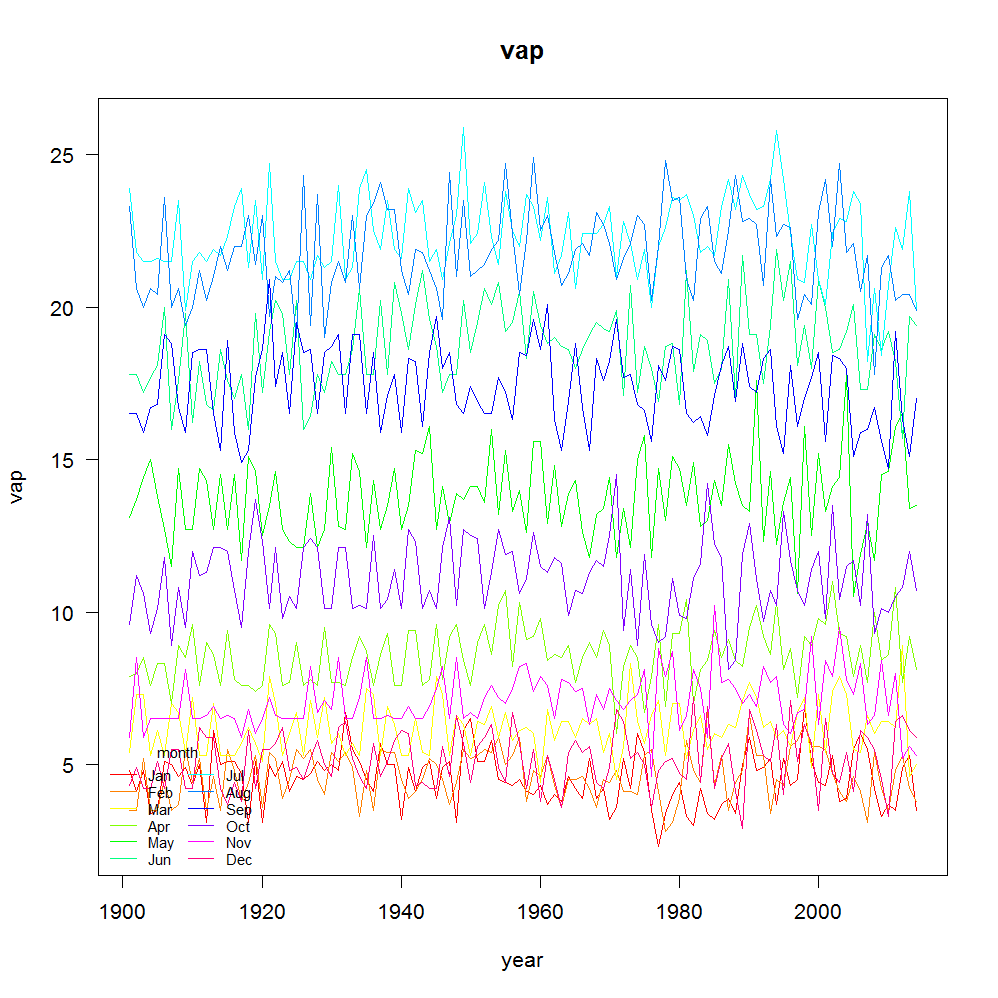 vap
25
20
15
10
5
vap
month
Jan Jul
Feb Aug
Mar Sep
Apr Oct
May Nov
Jun Dec
1900 1920 1940 1960 1980 2000
year